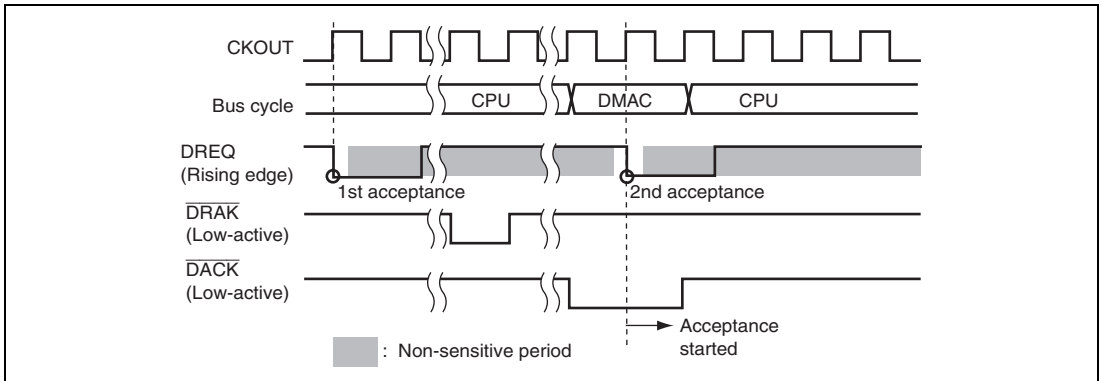 CKOUT
Bus cycle
CPU
DMAC
CPU
DREQ
(Rising edge)
1st acceptance
2nd acceptance
DRAK
(Low-active)
DACK
(Low-active)
Acceptance
started
: Non-sensitive period